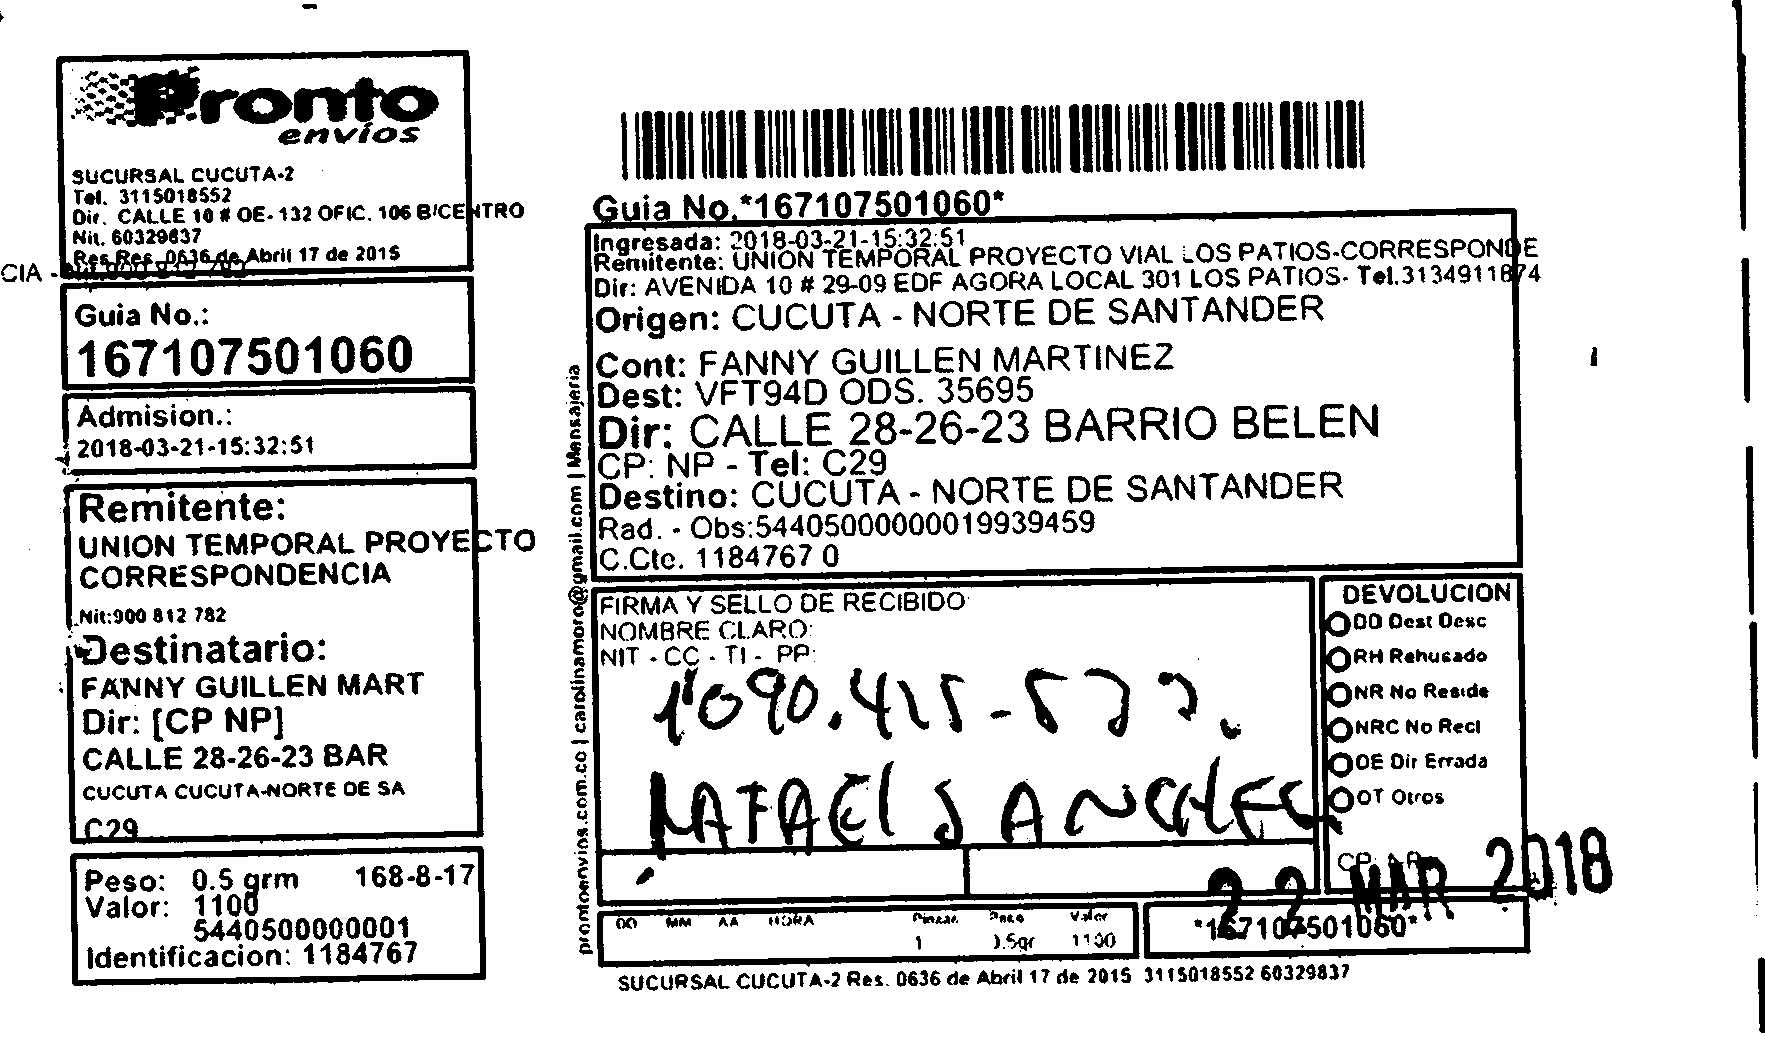 Pronto
envíos
SUCURSAL CUCUTA-2
Tel. 3115018552
Dir. CALLE 10 # OE-132 OFIC. 106 B/CENTRO
Nit. 60329837
Res Res. 0636 de Abril 17 de 2015
CIA -
Guia No.:
167107501060
Admision.:
2018-03-21-15:32:51
Remitente:
UNION TEMPORAL PROYECTO
CORRESPONDENCIA
Nit:900 812 782
Destinatario:
FANNY GUILLEN MART
Dir: [CP NP]
CALLE 28-26-23 BAR
CUCUTA CUCUTA-NORTE DE SA
C29
Peso: 0.5 grm 168-8-17
Valor: 1100
5440500000001
Identificacion: 1184767
prontoenvios.com.co | carolinamoro@gmail.com | Mensajeria
Guia No.*167107501060*
Ingresada: 2018-03-21-15:32:51
Remitente: UNION TEMPORAL PROYECTO VIAL LOS PATIOS-CORRESPONDE
Dir: AVENIDA 10 # 29-09 EDF AGORA LOCAL 301 LOS PATIOS- Tel.3134911874
Origen: CUCUTA - NORTE DE SANTANDER
Cont: FANNY GUILLEN MARTINEZ
Dest: VFT94D ODS. 35695
Dir: CALLE 28-26-23 BARRIO BELEN
CP: NP - Tel: C29
Destino: CUCUTA - NORTE DE SANTANDER
Rad. - Obs:54405000000019939459
C.Cto. 1184767 0
FIRMA Y SELLO DE RECIBIDO
NOMBRE CLARO:
NIT - CC - TI - PP:
1090.415-577.
RAFAEl SANCHEZ
DEVOLUCION
DD Dest Desc
RH Rehusado
NR No Reside
NRC No Recl
DE Dir Errada
OT Otros
22 MAR 2018
DD MM AA HORA Piezas Peso Valor
1 0.5gr 1100
*167107501060*
SUCURSAL CUCUTA-2 Res. 0636 de Abril 17 de 2015 3115018552 60329837